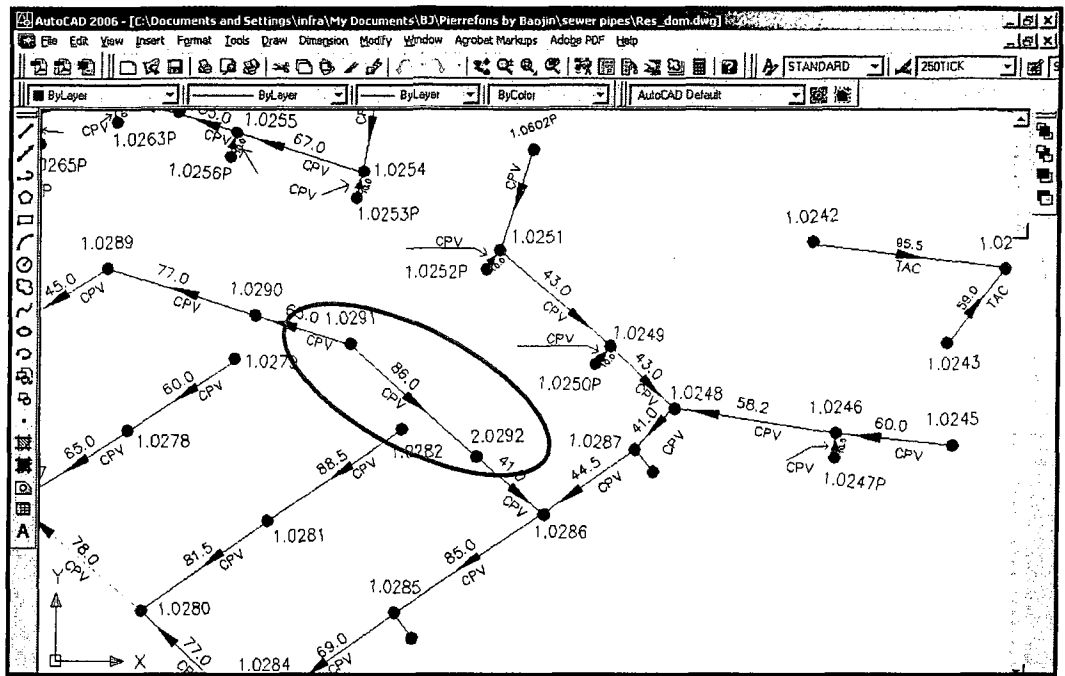 AutoCAD 2006 - [C:\Documents and Settings\infra\My Documents\BJ\Pierrefons by Baojin\sewer pipes\Res_dom.dwg]
File Edit View Insert Format Tools Draw Dimension Modify Window Acrobat Markups Adobe PDF Help
STANDARD 250TICK
ByLayer ByLayer ByLayer ByColor AutoCAD Default
1.0255 1.0602P
CPV 1.0263P CPV 67.0
0265P 1.0256P CPV 1.0254 CPV
CPV 1.0253P 1.0242
1.0289 CPV 1.0251 95.5 1.02
1.0252P TAC
45.0 77.0 43.0 59.0
CPV CPV 1.0290 1.0291 CPV TAC
CPV CPV 1.0249
86.0 43.0 1.0243
60.0 CPV 1.0250P CPV 1.0248 58.2 1.0246 1.0245
CPV 41.0 CPV 60.0
65.0 1.0278 1.0282 2.0292 1.0287 CPV CPV
CPV 88.5 44.5 CPV 1.0247P
CPV CPV CPV
1.0281 1.0286
78.0 81.5 85.0
CPV CPV CPV
Y 1.0285
1.0280
77.0 69.0
X 1.0284 CPV